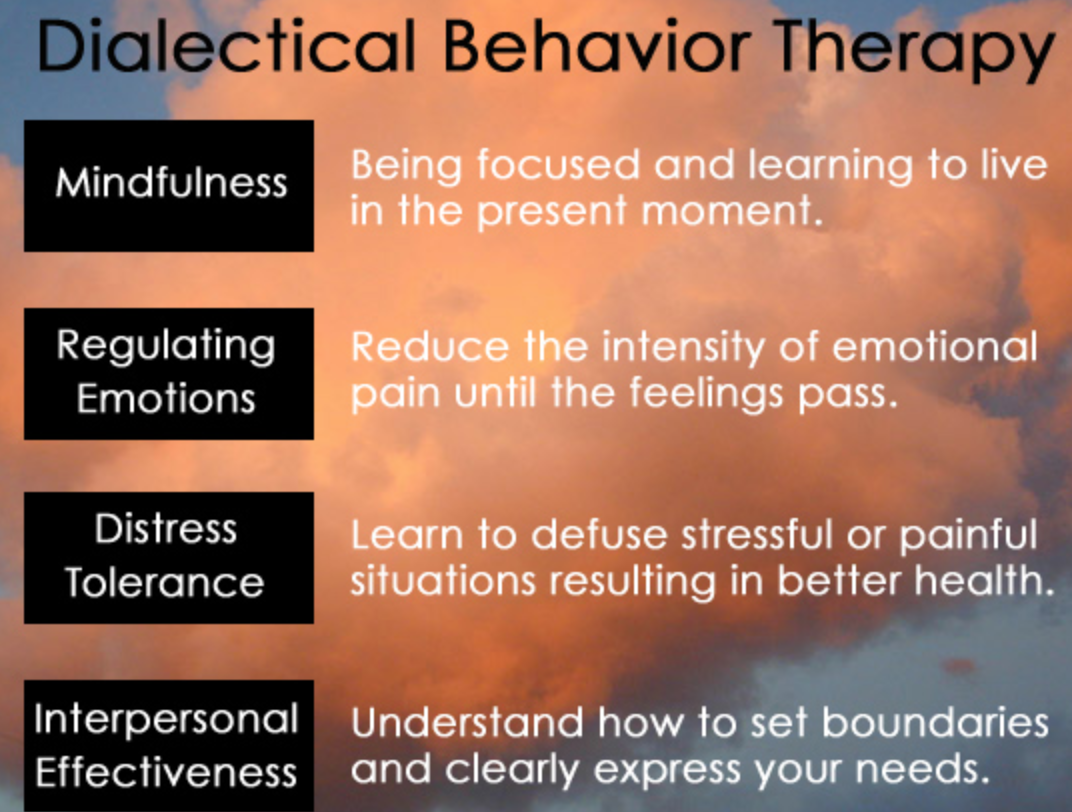 Dialectical Behavior Therapy
Mindfulness
Being focused and learning to live
in the present moment.
Regulating
Emotions
Reduce the intensity of emotional
pain until the feelings pass.
Distress
Tolerance
Learn to defuse stressful or painful
situations resulting in better health.
Interpersonal
Effectiveness
Understand how to set boundaries
and clearly express your needs.